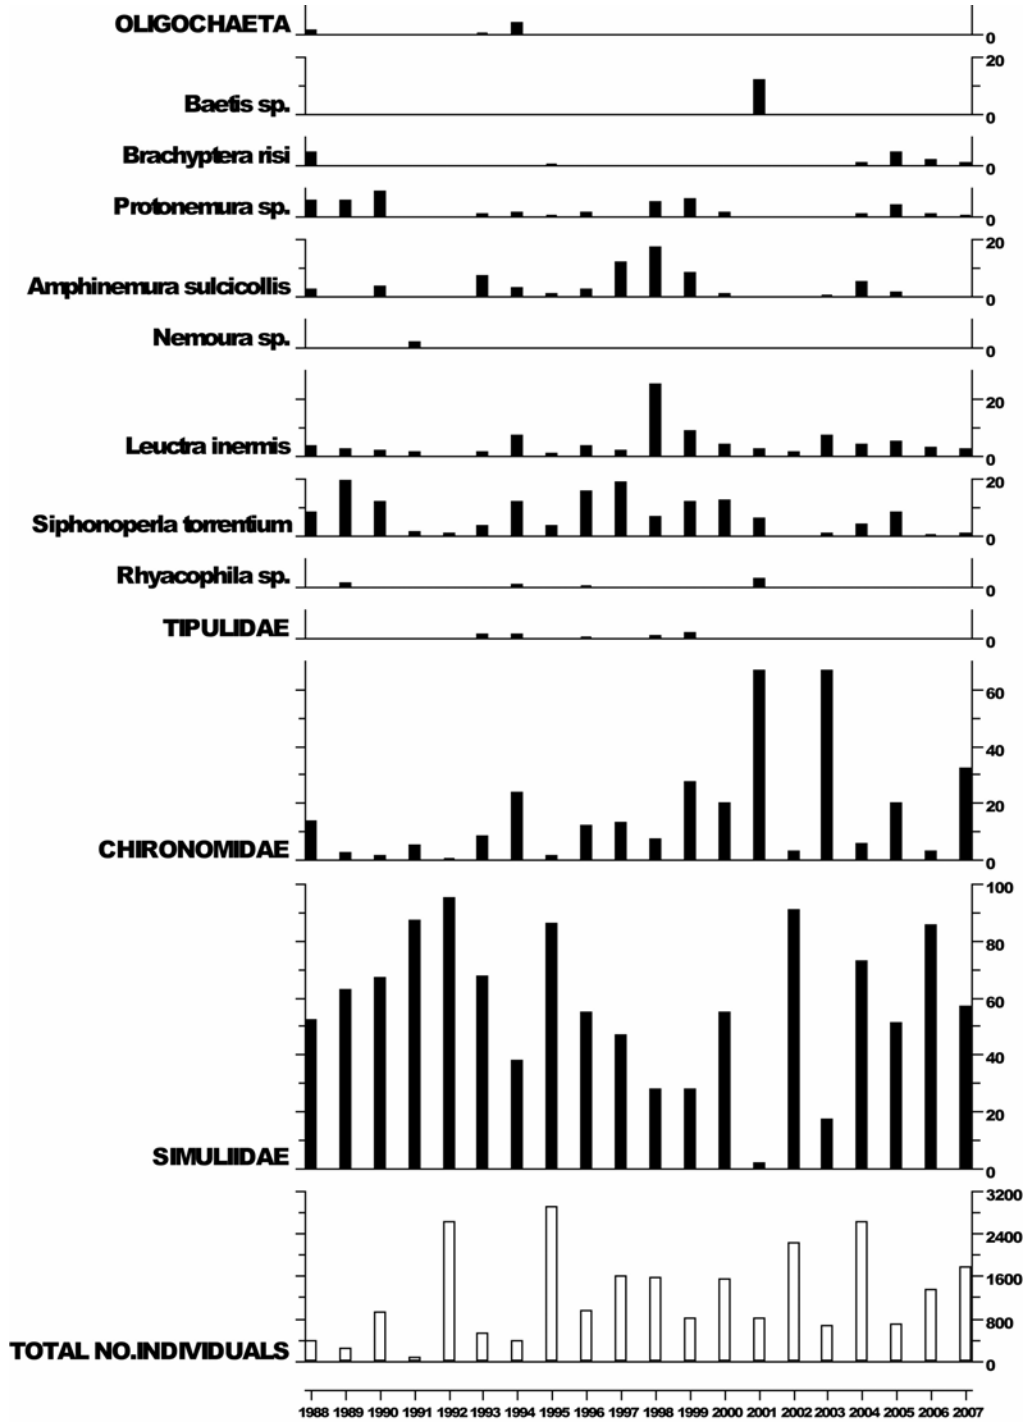 OLIGOCHAETA
0
20
Baetis sp.
0
Brachyptera risi
0
Protonemura sp.
0
20
Amphinemura sulcicollis
0
Nemoura sp.
0
20
Leuctra inermis
0
20
Siphonoperla torrentium
0
Rhyacophila sp.
0
TIPULIDAE
0
60
40
20
CHIRONOMIDAE
0
100
80
60
40
20
SIMULIIDAE
0
3200
2400
1600
800
TOTAL NO.INDIVIDUALS
0
1988 1989 1990 1991 1992 1993 1994 1995 1996 1997 1998 1999 2000 2001 2002 2003 2004 2005 2006 2007